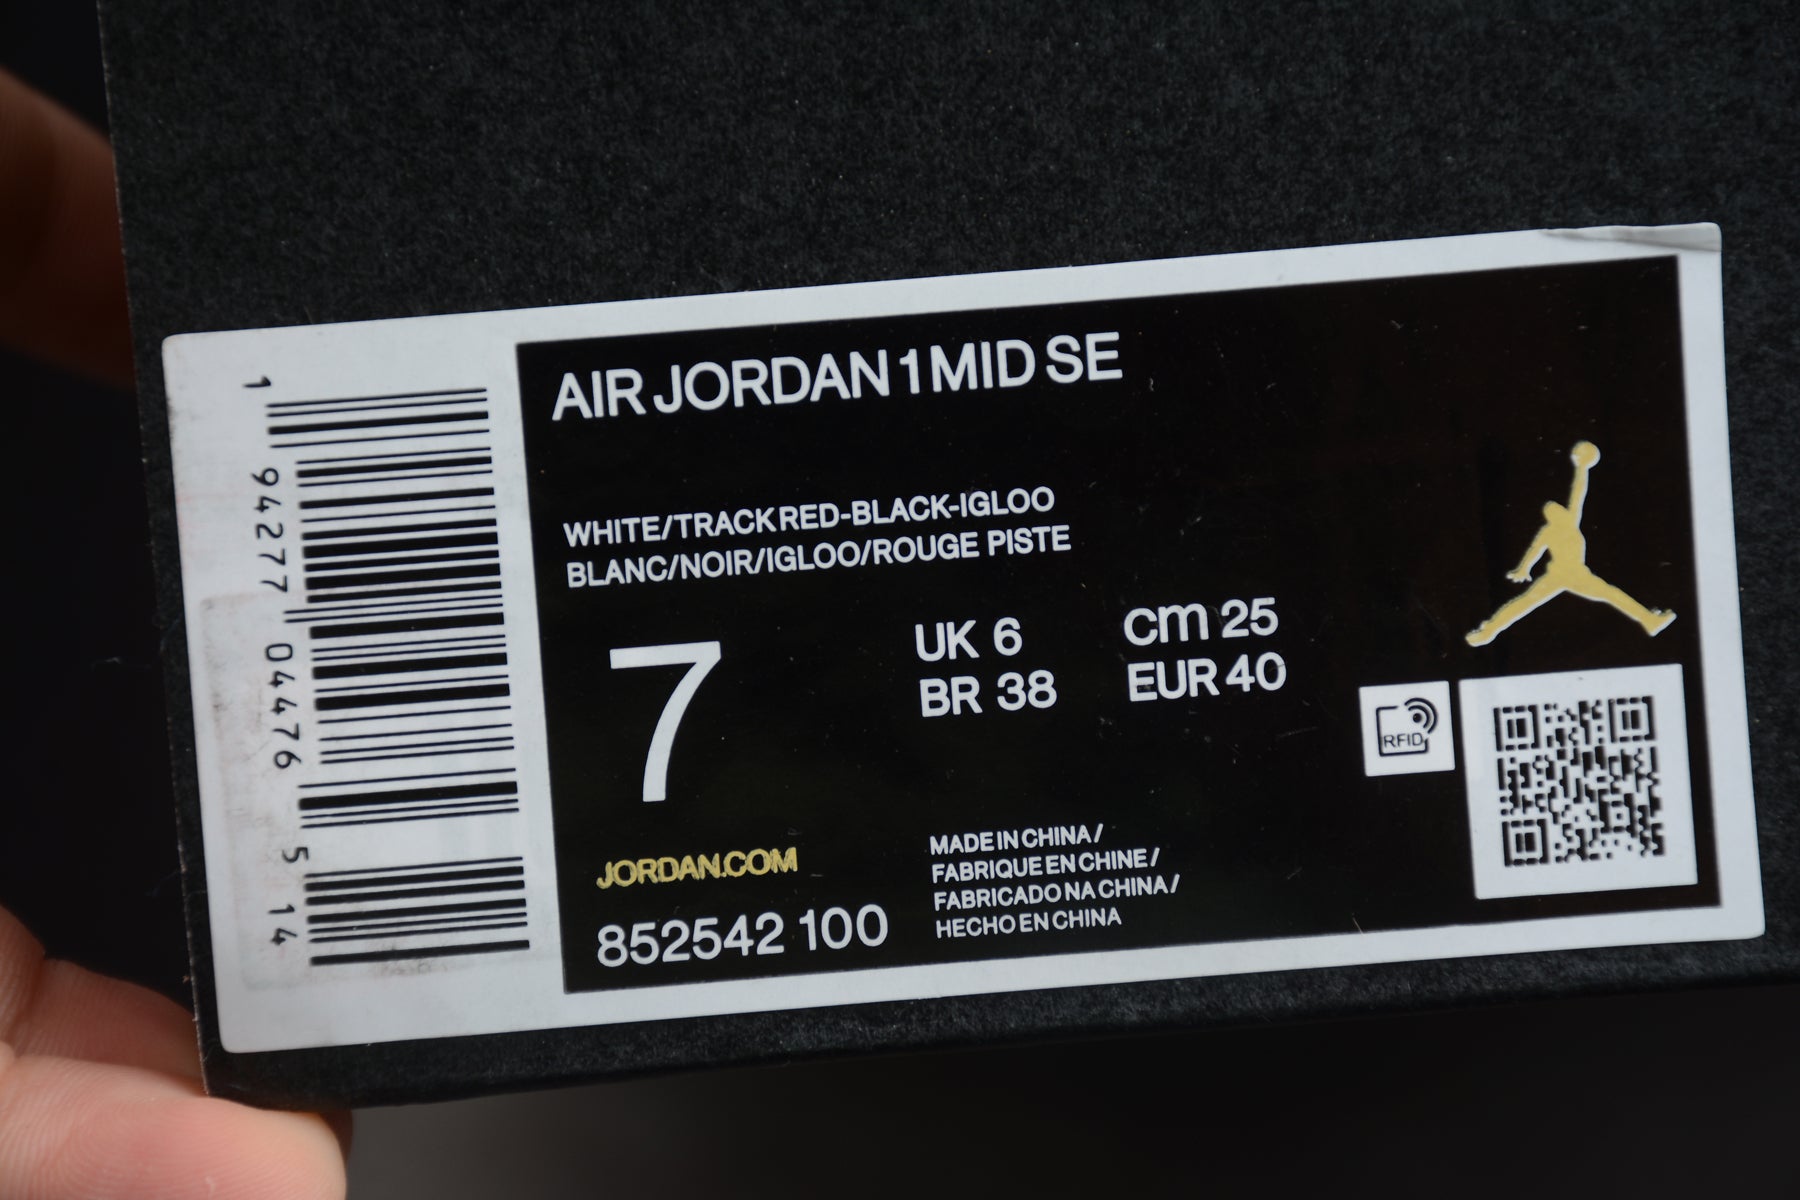 AIR JORDAN 1 MID SE
WHITE/TRACK RED-BLACK-IGLOO
BLANC/NOIR/IGLOO/ROUGE PISTE
7
UK 6
cm 25
BR 38
EUR 40
RFID
JORDAN.COM
852542 100
MADE IN CHINA/
FABRIQUE EN CHINE/
FABRICADO NA CHINA/
HECHO EN CHINA
1 94277 04476 5 14